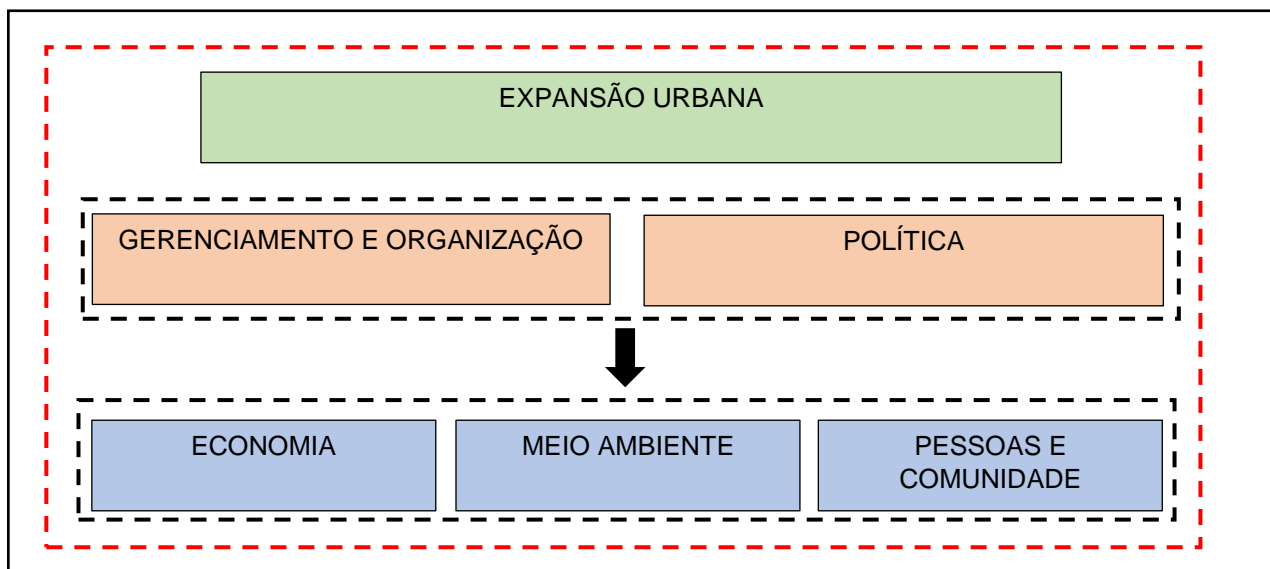 EXPANSÃO URBANA
GERENCIAMENTO E ORGANIZAÇÃO
POLÍTICA
ECONOMIA
MEIO AMBIENTE
PESSOAS E
COMUNIDADE